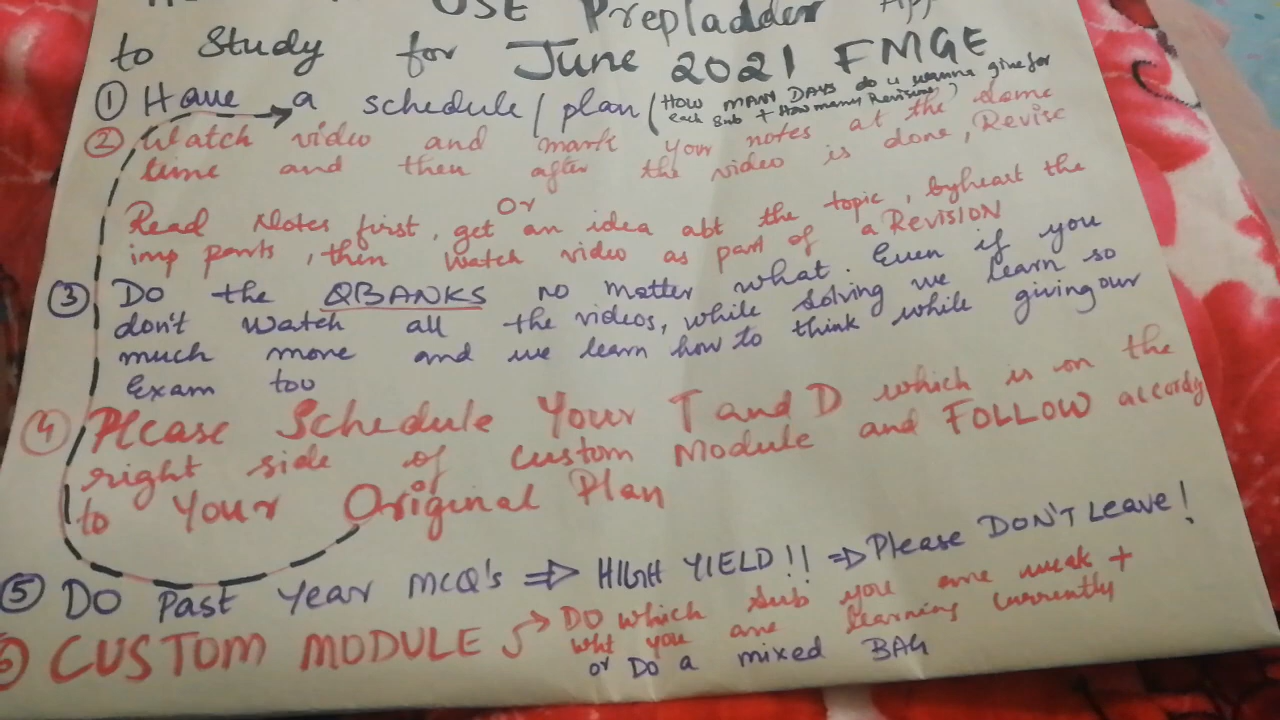 USE Prepladder App
to Study for June 2021 FMGE
① Have a schedule / plan (How MANY DAYS do u wanna give for
each sub + How many Revisions)
② Watch video and mark your notes at the same
time and then after the video is done, Revise
Or
Read Notes first, get an idea abt the topic, byheart the
imp parts, then watch video as part of a REVISION
③ Do the QBANKS no matter what. Even if you
don't watch all the videos, while solving we learn so
much more and we learn how to think while giving our
Exam too
④ Please Schedule Your T and D which is on the
right side of custom Module and FOLLOW accordy
to Your Original Plan
⑤ DO Past Year MCQ's ⇒ HIGH YIELD!! ⇒ Please DON'T Leave!
⑥ CUSTOM MODULE → DO which sub you are weak +
wht you are learning currently
or DO a mixed BAG